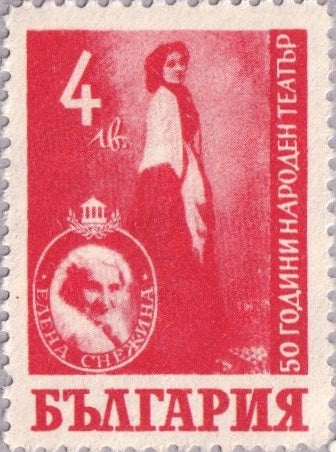 4
лв.
50 ГОДИНИ НАРОДЕН ТЕАТЪР
ЕЛЕНА СНЕЖИНА
БЪЛГАРИЯ